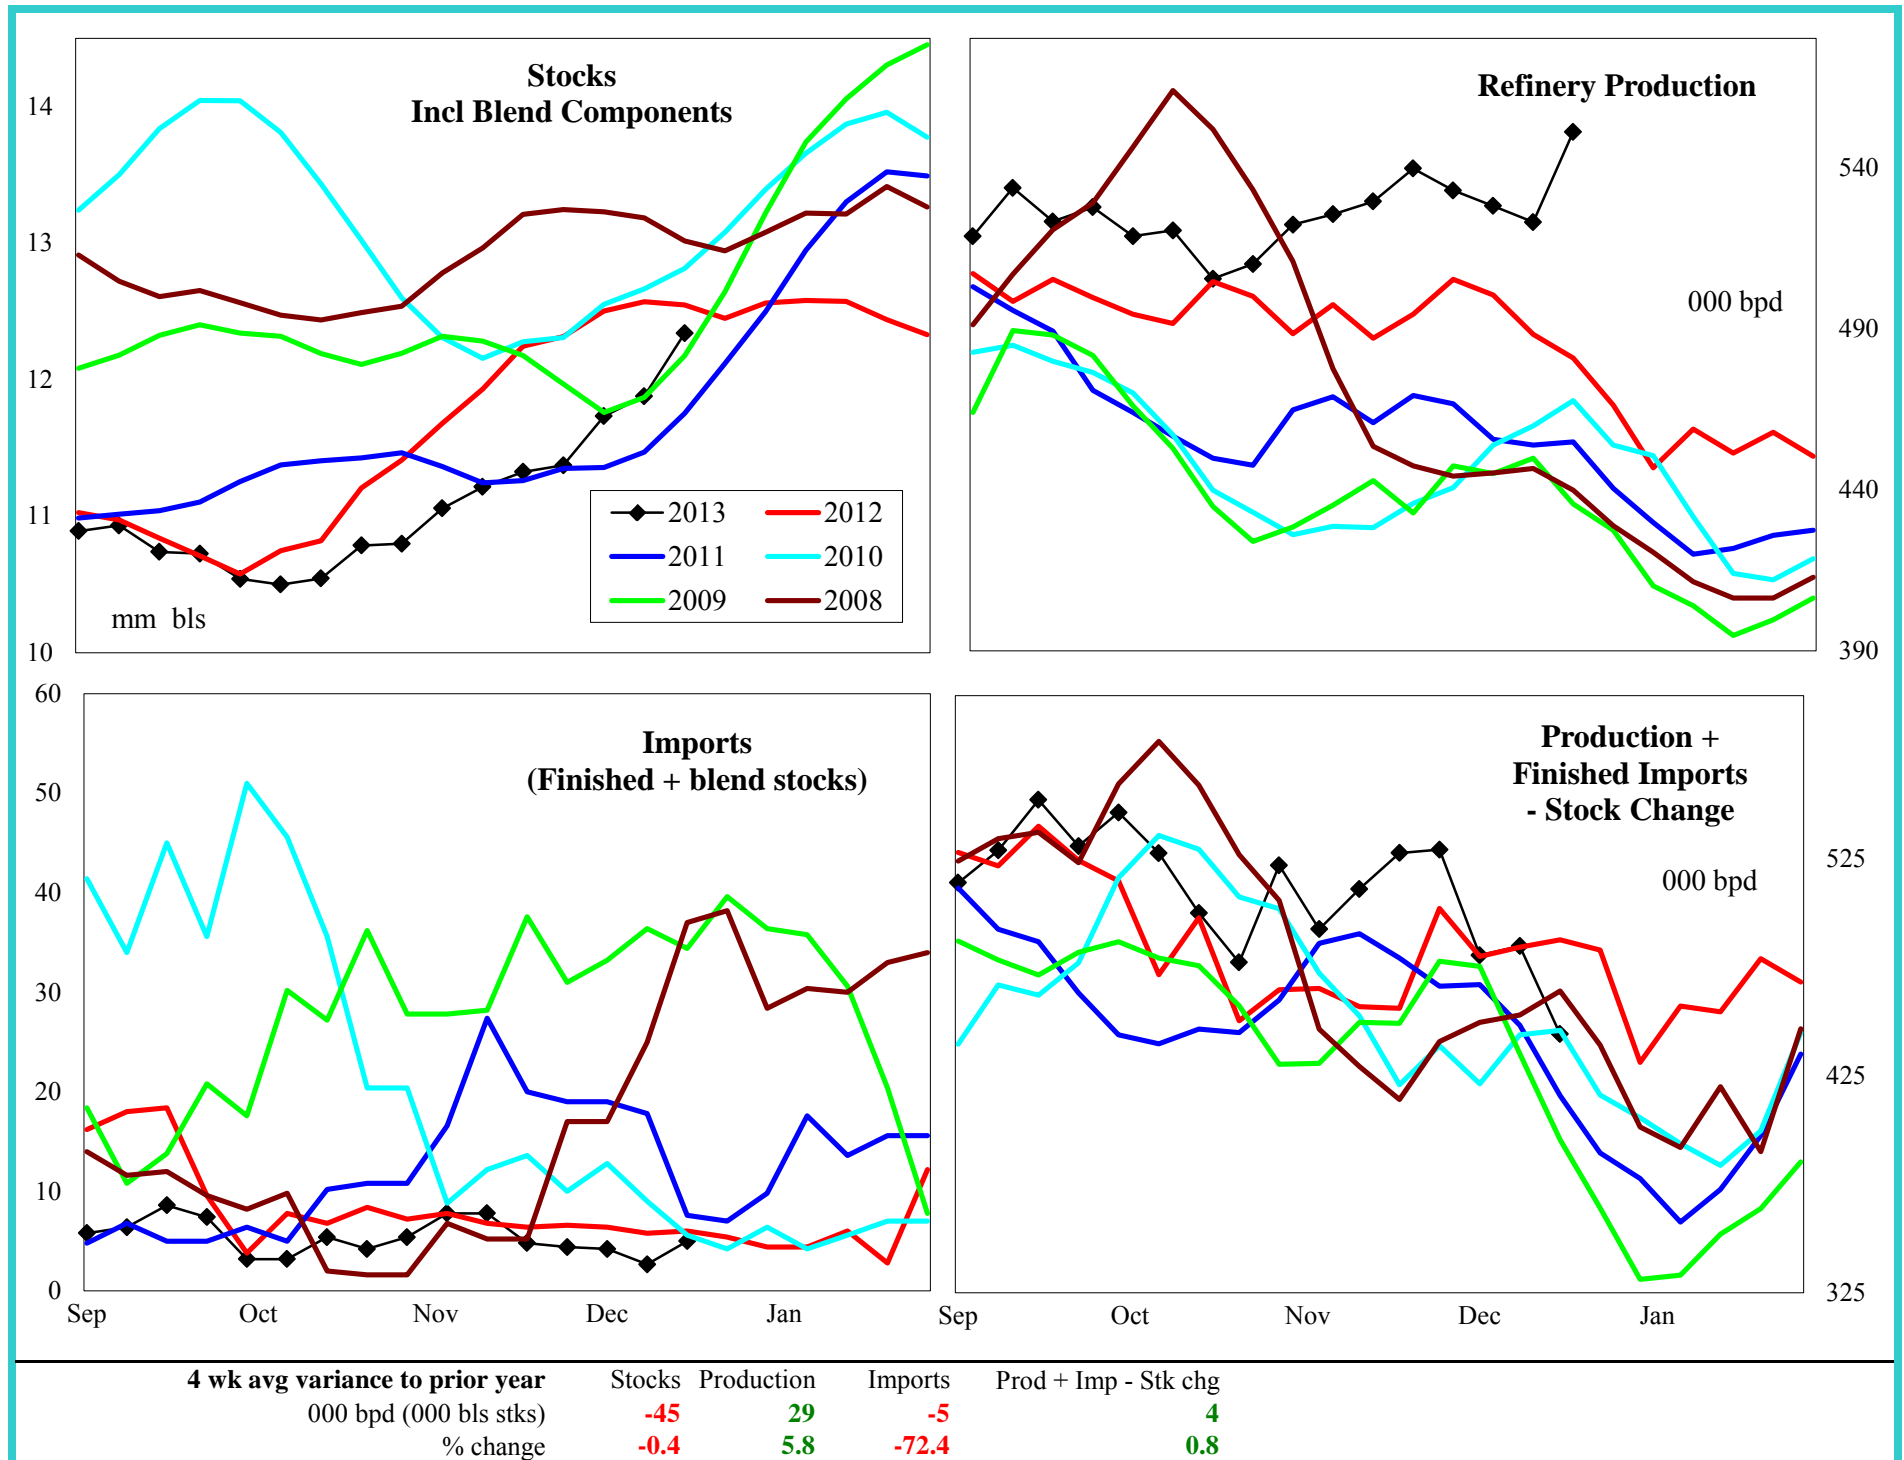 Stocks
Incl Blend Components
14
13
12
11
10
mm bls
2013 2012
2011 2010
2009 2008
Refinery Production
000 bpd
540
490
440
390
Imports
(Finished + blend stocks)
60
50
40
30
20
10
0
Sep Oct Nov Dec Jan
Production +
Finished Imports
- Stock Change
000 bpd
525
425
325
Sep Oct Nov Dec Jan
4 wk avg variance to prior year Stocks Production Imports Prod + Imp - Stk chg
000 bpd (000 bls stks) -45 29 -5 4
% change -0.4 5.8 -72.4 0.8